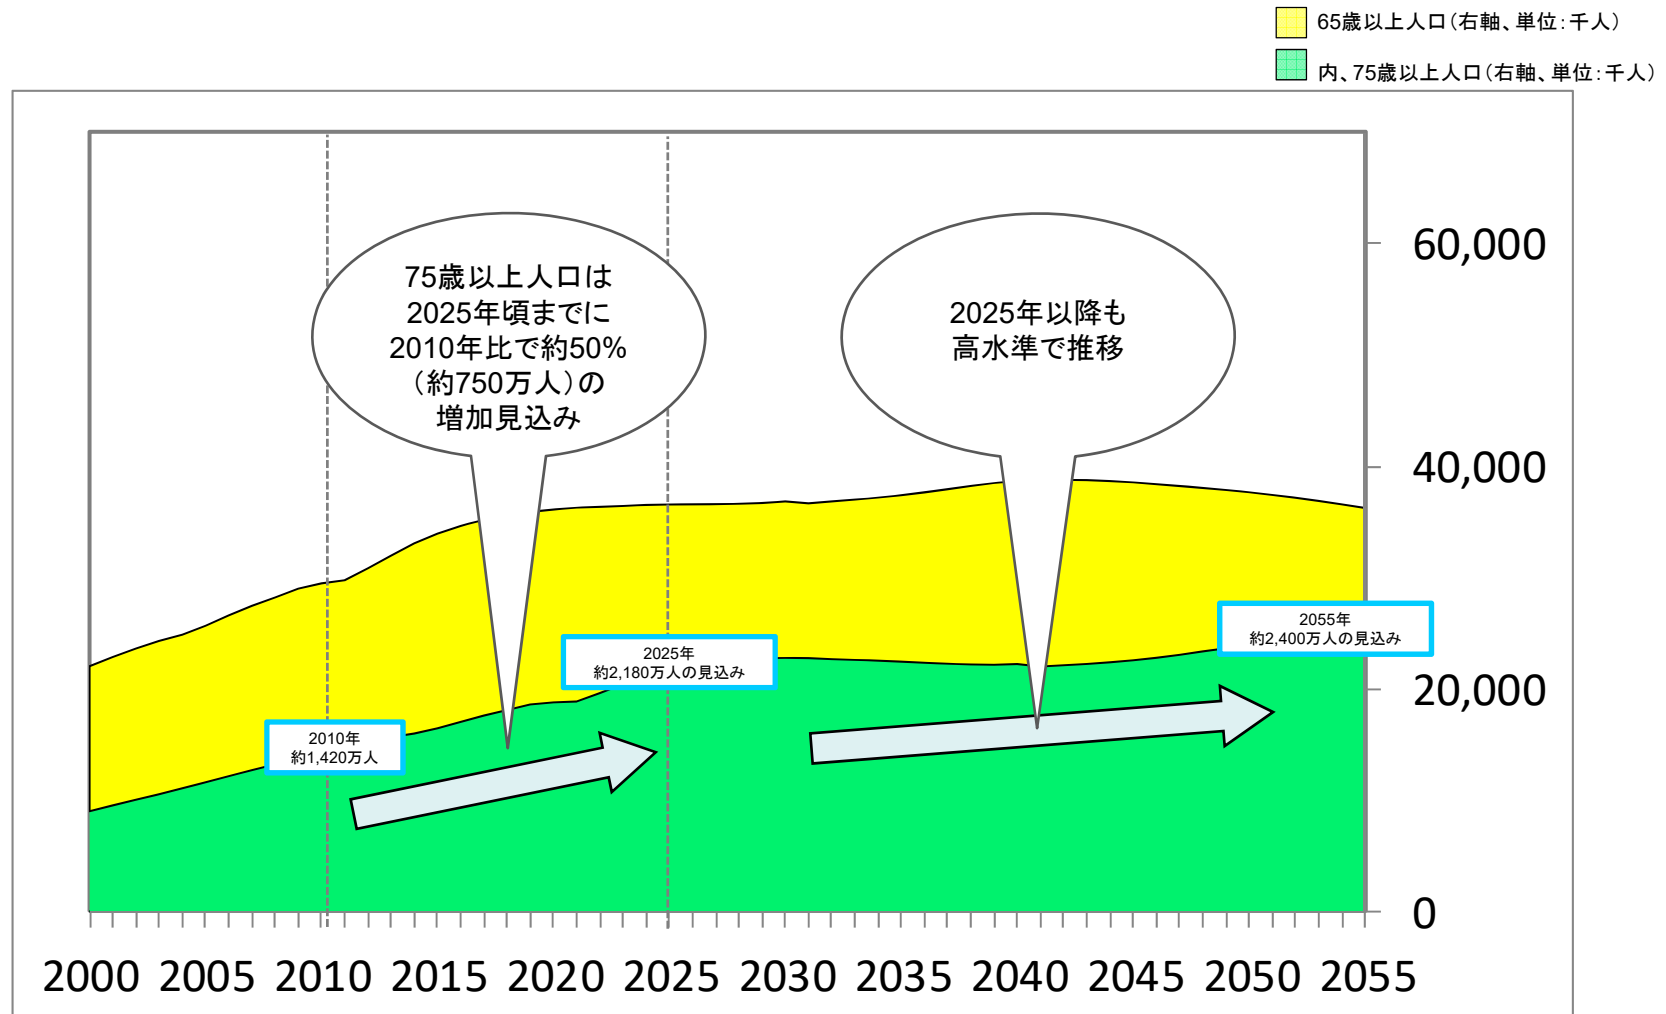 65歳以上人口(右軸、単位:千人)
内、75歳以上人口(右軸、単位:千人)
75歳以上人口は
2025年頃までに
2010年比で約50%
(約750万人)の
増加見込み
2025年以降も
高水準で推移
60,000
40,000
20,000
0
2055年
約2,400万人の見込み
2025年
約2,180万人の見込み
2010年
約1,420万人
2000 2005 2010 2015 2020 2025 2030 2035 2040 2045 2050 2055